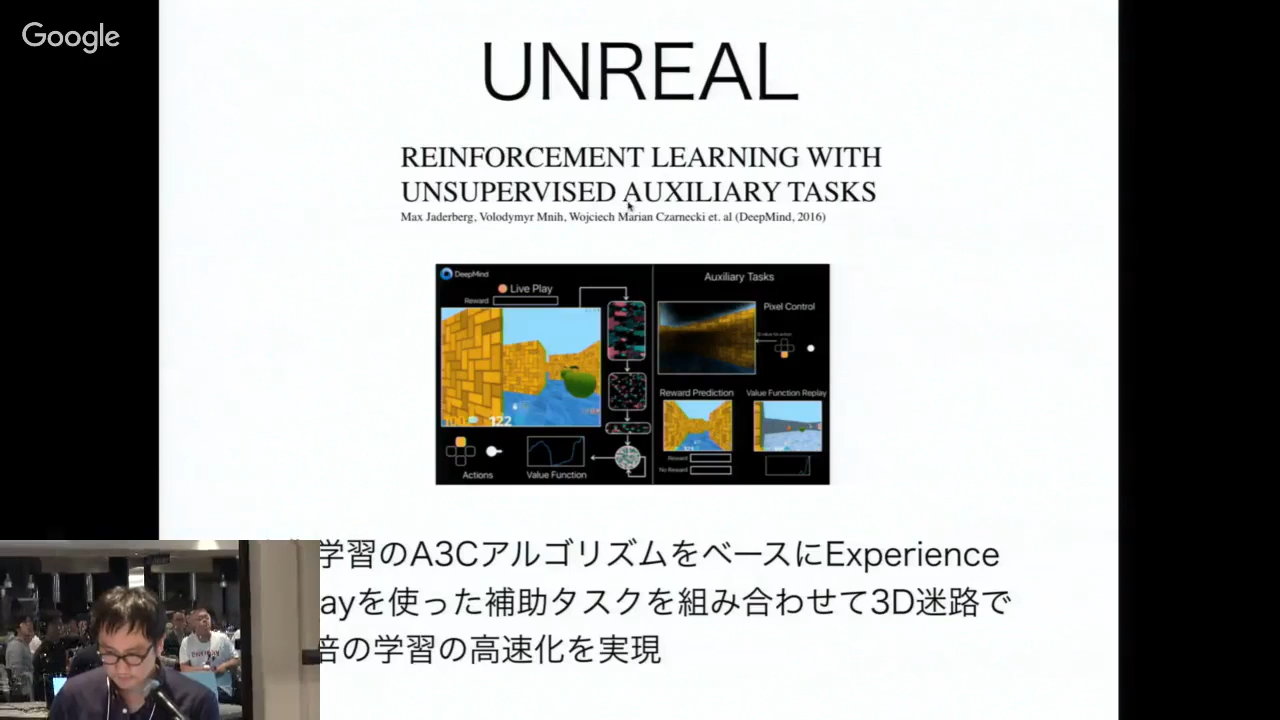 Google
UNREAL
REINFORCEMENT LEARNING WITH
UNSUPERVISED AUXILIARY TASKS
Max Jaderberg, Volodymyr Mnih, Wojciech Marian Czarnecki et. al (DeepMind, 2016)
DeepMind
Live Play
Reward
122
Actions
Value Function
Auxiliary Tasks
Pixel Control
Reward Prediction
Value Function Replay
Reward
No Reward
学習のA3CアルゴリズムをベースにExperience
ayを使った補助タスクを組み合わせて3D迷路で
倍の学習の高速化を実現